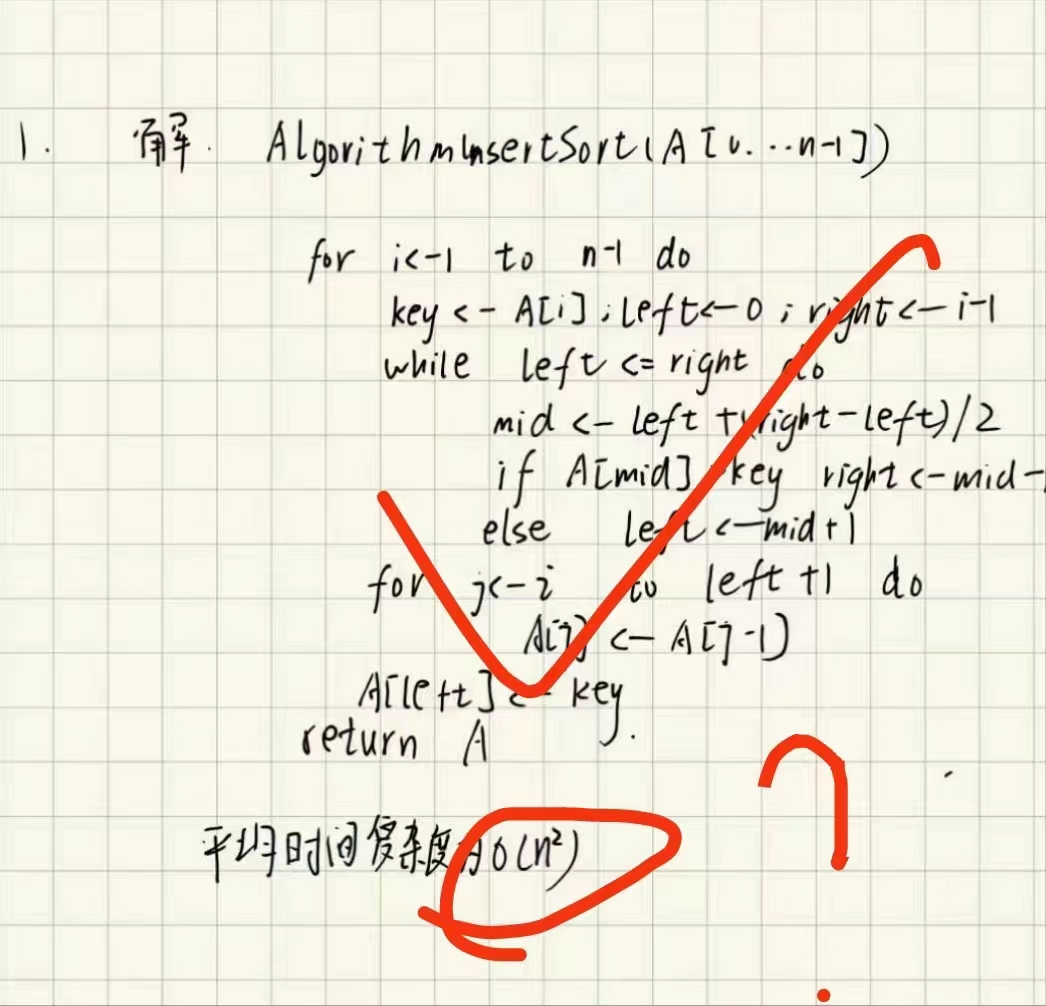 1. 解. AlgorithmInsertSort(A[0...n-1])
for i<-1 to n-1 do
key<-A[i];left<-0;right<-i-1
while left<=right do
mid<-left+(right-left)/2
if A[mid] key right<-mid-
else left<-mid+1
for j<-i to left+1 do
A[j]<-A[j-1]
A[left]<-key
return A
平均时间复杂度为O(n²)
?